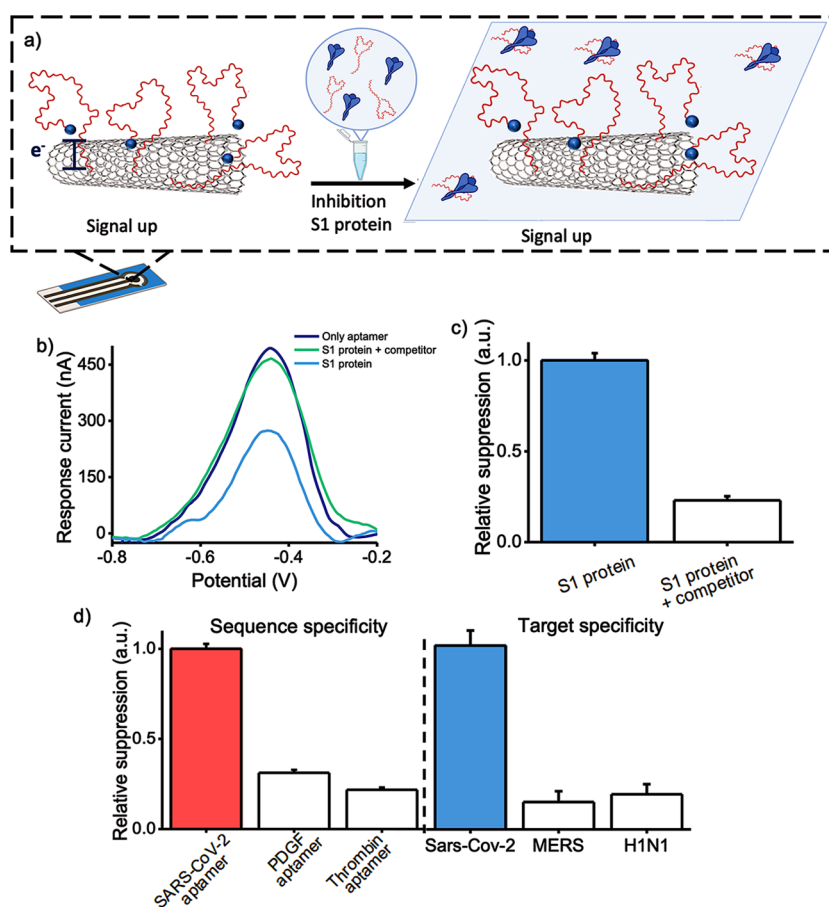 a)
e-
Signal up
Inhibition
S1 protein
Signal up
b)
Only aptamer
S1 protein + competitor
S1 protein
Response current (nA)
450
300
150
0
-0.8
-0.6
-0.4
-0.2
Potential (V)
c)
Relative suppression (a.u.)
1.0
0.5
0.0
S1 protein
S1 protein
+ competitor
d)
Sequence specificity
Target specificity
Relative suppression (a.u.)
1.0
0.5
0.0
SARS-CoV-2
aptamer
PDGF
aptamer
Thrombin
aptamer
Sars-Cov-2
MERS
H1N1